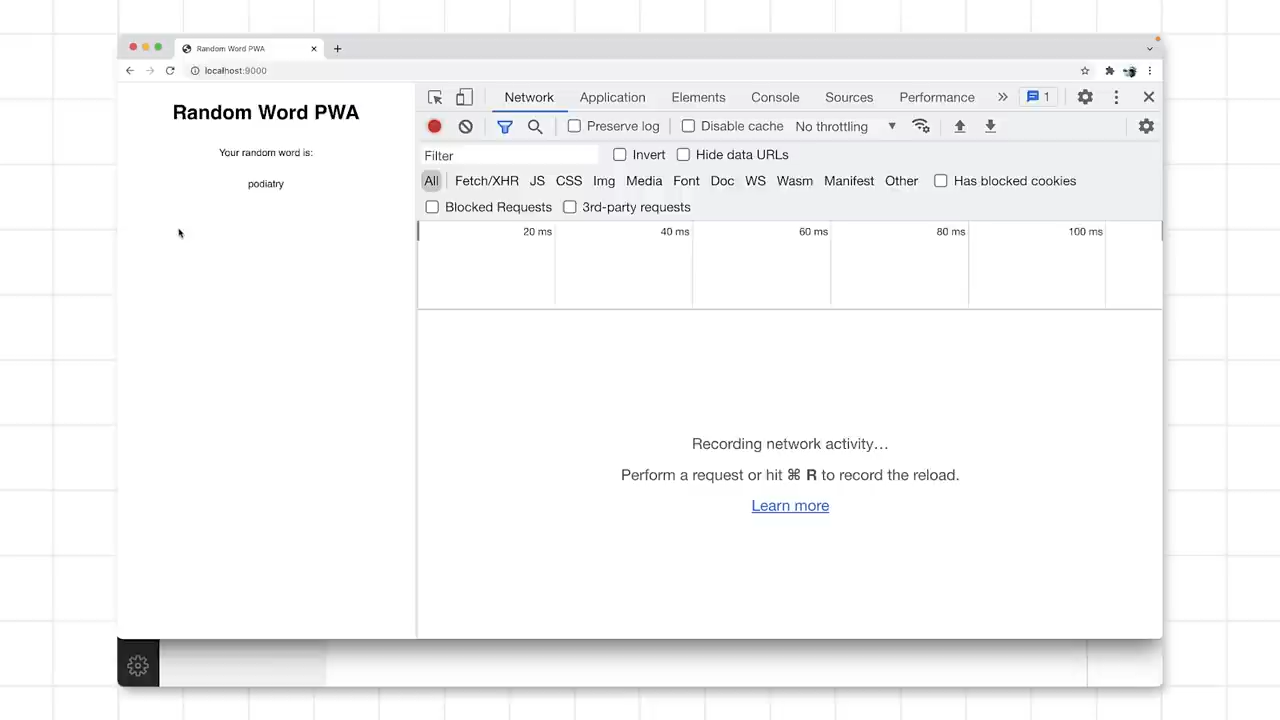 Random Word PWA
localhost:9000
Random Word PWA
Your random word is:
podiatry
Network Application Elements Console Sources Performance » 1
Preserve log Disable cache No throttling
Filter Invert Hide data URLs
All Fetch/XHR JS CSS Img Media Font Doc WS Wasm Manifest Other Has blocked cookies
Blocked Requests 3rd-party requests
20 ms 40 ms 60 ms 80 ms 100 ms
Recording network activity…
Perform a request or hit ⌘ R to record the reload.
Learn more